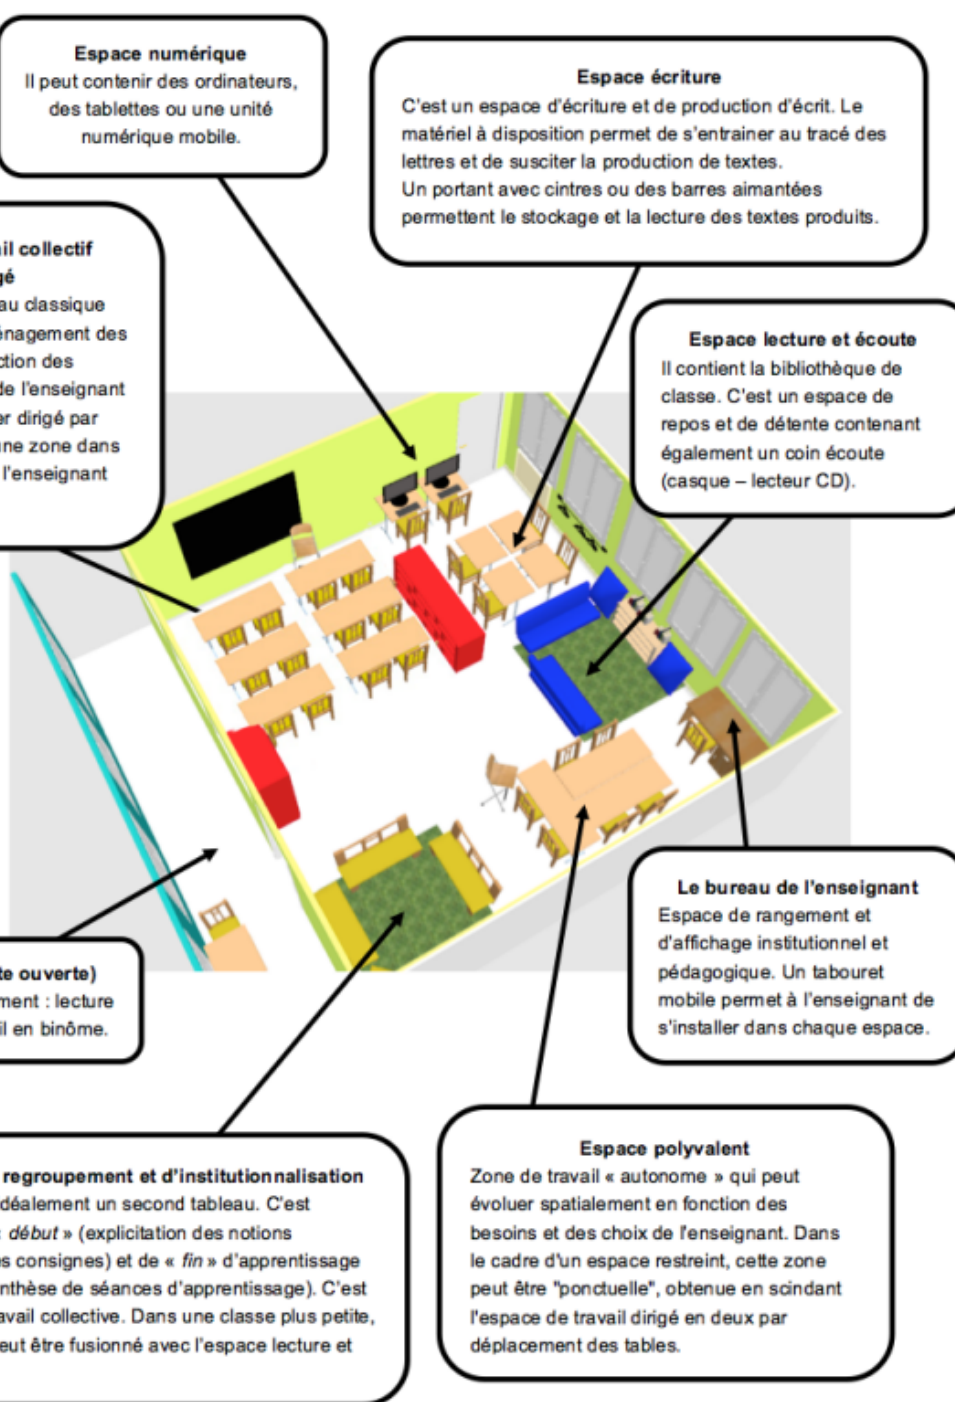 Espace numérique
Il peut contenir des ordinateurs,
des tablettes ou une unité
numérique mobile.
Espace écriture
C'est un espace d'écriture et de production d'écrit. Le
matériel à disposition permet de s'entrainer au tracé des
lettres et de susciter la production de textes.
Un portant avec cintres ou des barres aimantées
permettent le stockage et la lecture des textes produits.
il collectif
gé
au classique
énagement des
ction des
de l'enseignant
er dirigé par
une zone dans
l'enseignant
Espace lecture et écoute
Il contient la bibliothèque de
classe. C'est un espace de
repos et de détente contenant
également un coin écoute
(casque – lecteur CD).
Le bureau de l'enseignant
Espace de rangement et
d'affichage institutionnel et
pédagogique. Un tabouret
mobile permet à l'enseignant de
s'installer dans chaque espace.
te ouverte)
ment : lecture
il en binôme.
regroupement et d'institutionnalisation
idéalement un second tableau. C'est
« début » (explicitation des notions
es consignes) et de « fin » d'apprentissage
nthèse de séances d'apprentissage). C'est
avail collective. Dans une classe plus petite,
eut être fusionné avec l'espace lecture et
Espace polyvalent
Zone de travail « autonome » qui peut
évoluer spatialement en fonction des
besoins et des choix de l'enseignant. Dans
le cadre d'un espace restreint, cette zone
peut être "ponctuelle", obtenue en scindant
l'espace de travail dirigé en deux par
déplacement des tables.